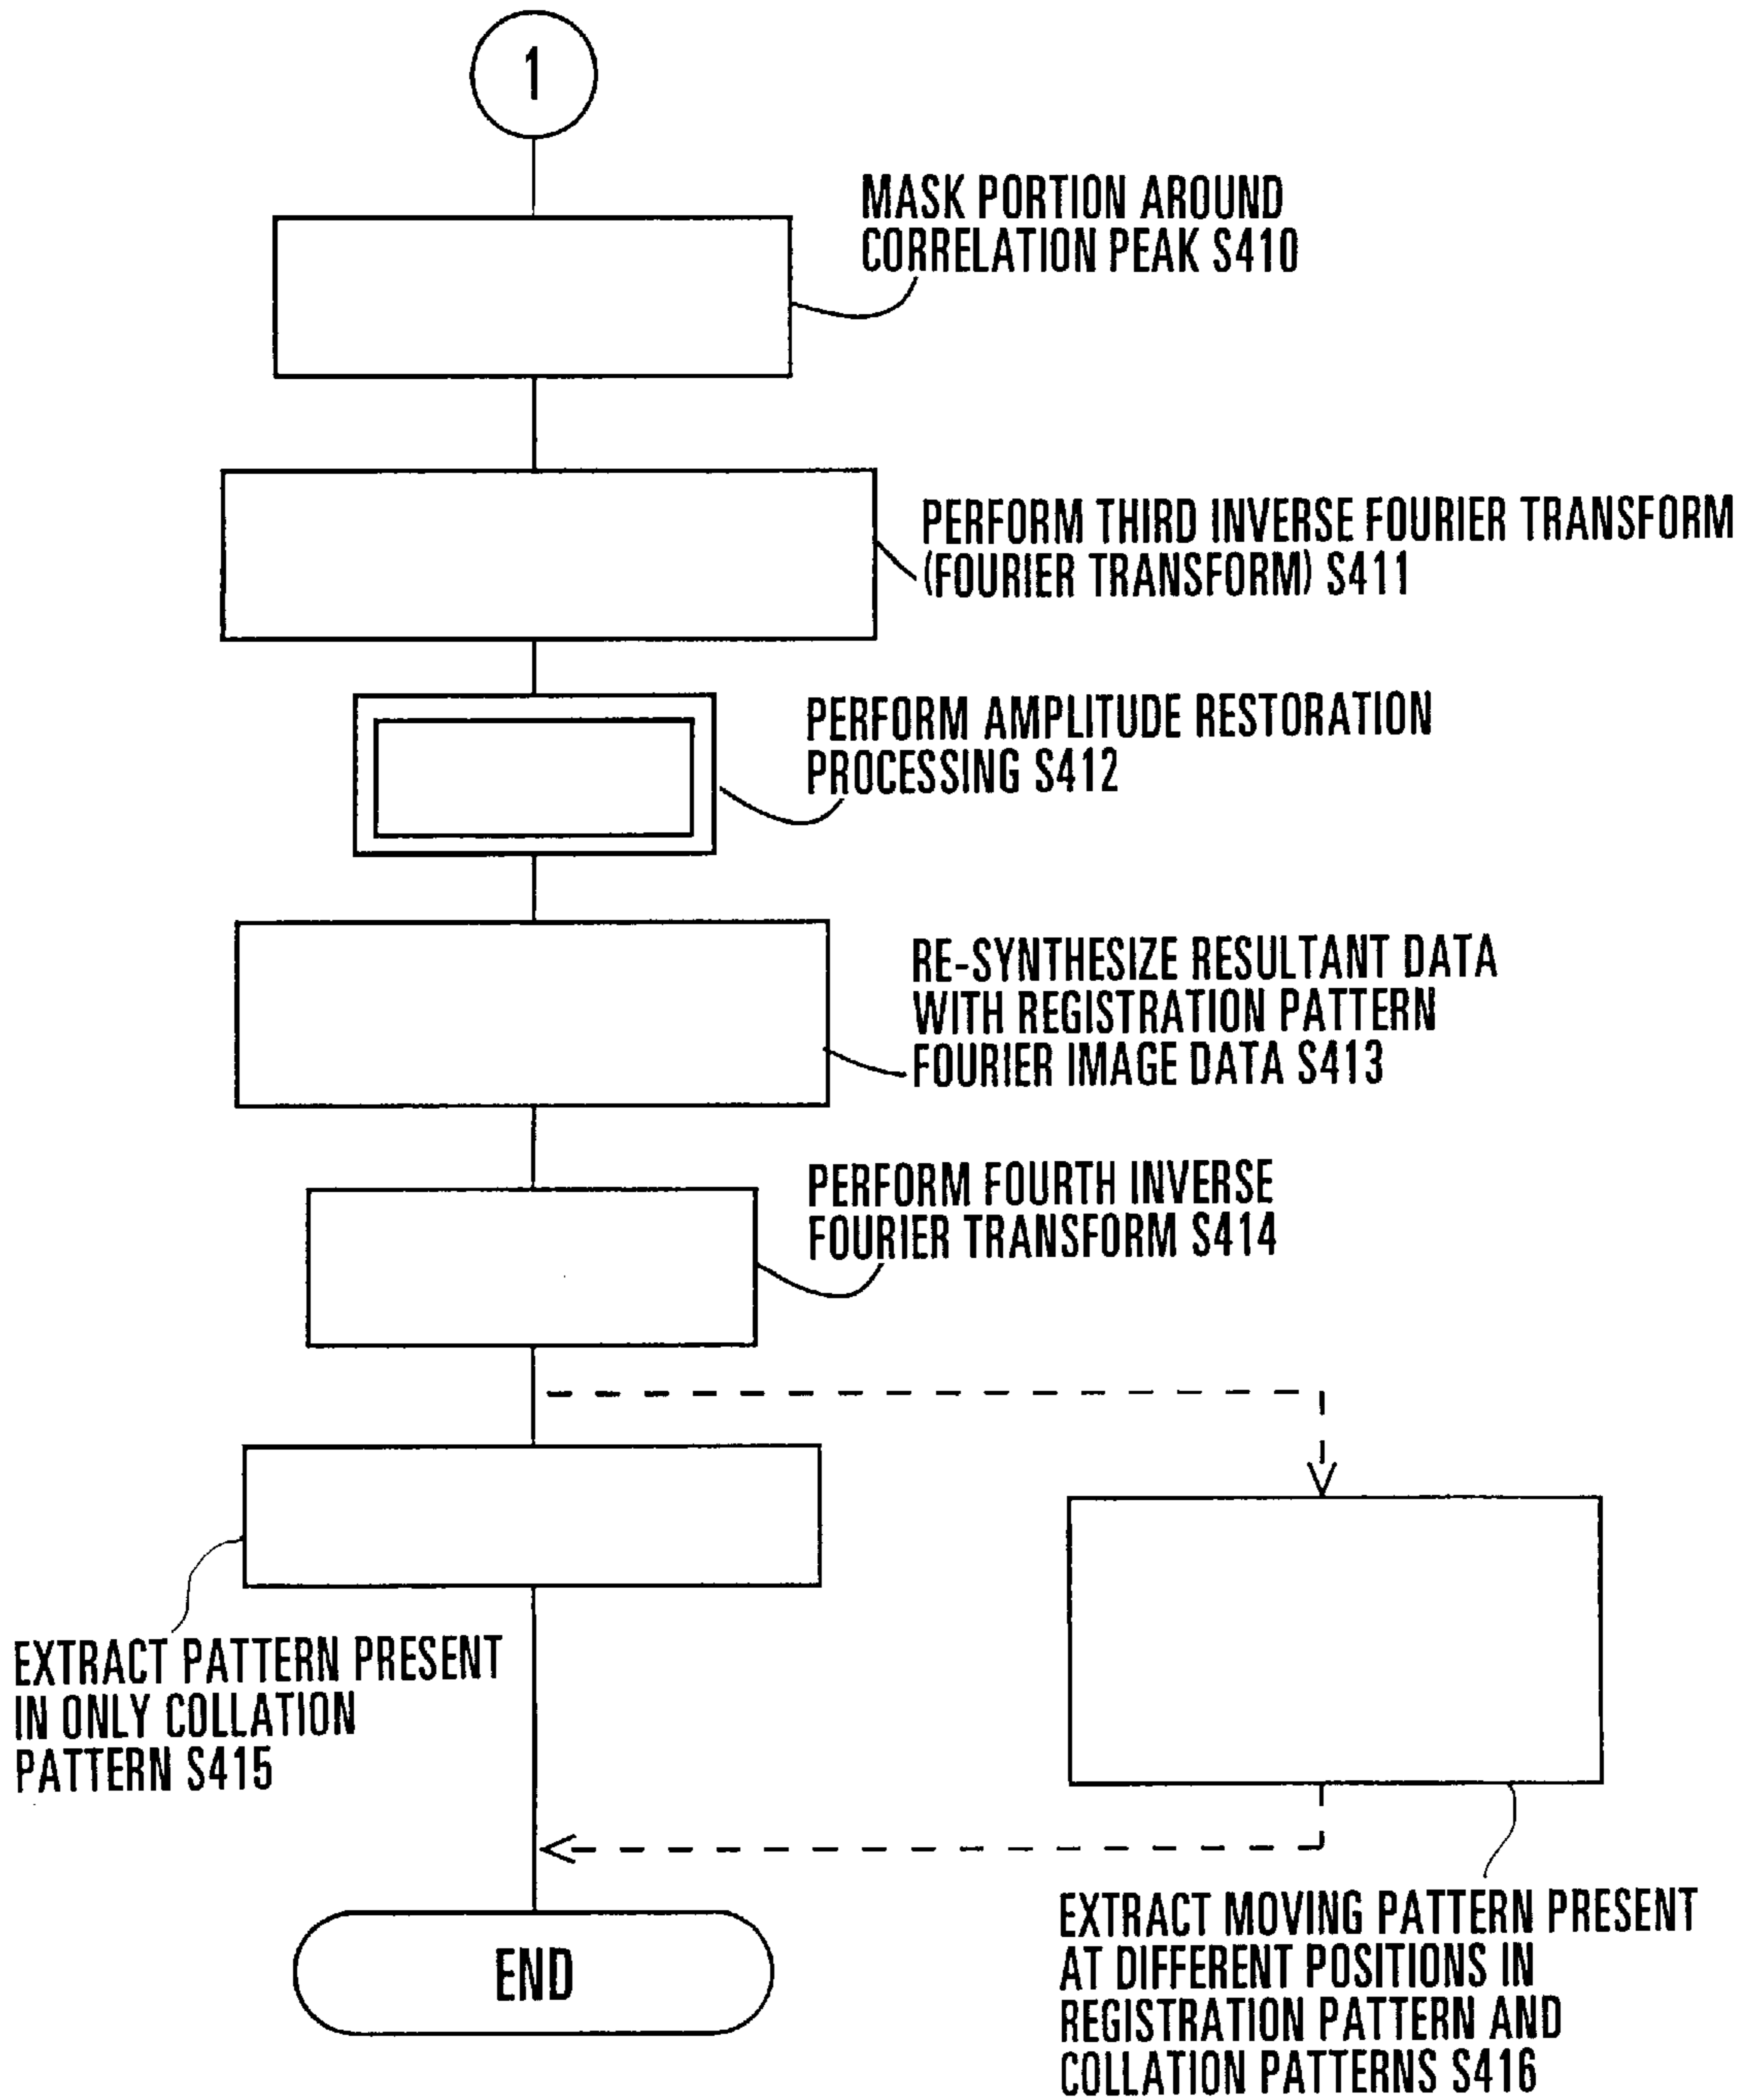 1
MASK PORTION AROUND
CORRELATION PEAK S410
PERFORM THIRD INVERSE FOURIER TRANSFORM
(FOURIER TRANSFORM) S411
PERFORM AMPLITUDE RESTORATION
PROCESSING S412
RE-SYNTHESIZE RESULTANT DATA
WITH REGISTRATION PATTERN
FOURIER IMAGE DATA S413
PERFORM FOURTH INVERSE
FOURIER TRANSFORM S414
EXTRACT PATTERN PRESENT
IN ONLY COLLATION
PATTERN S415
EXTRACT MOVING PATTERN PRESENT
AT DIFFERENT POSITIONS IN
REGISTRATION PATTERN AND
COLLATION PATTERNS S416
END